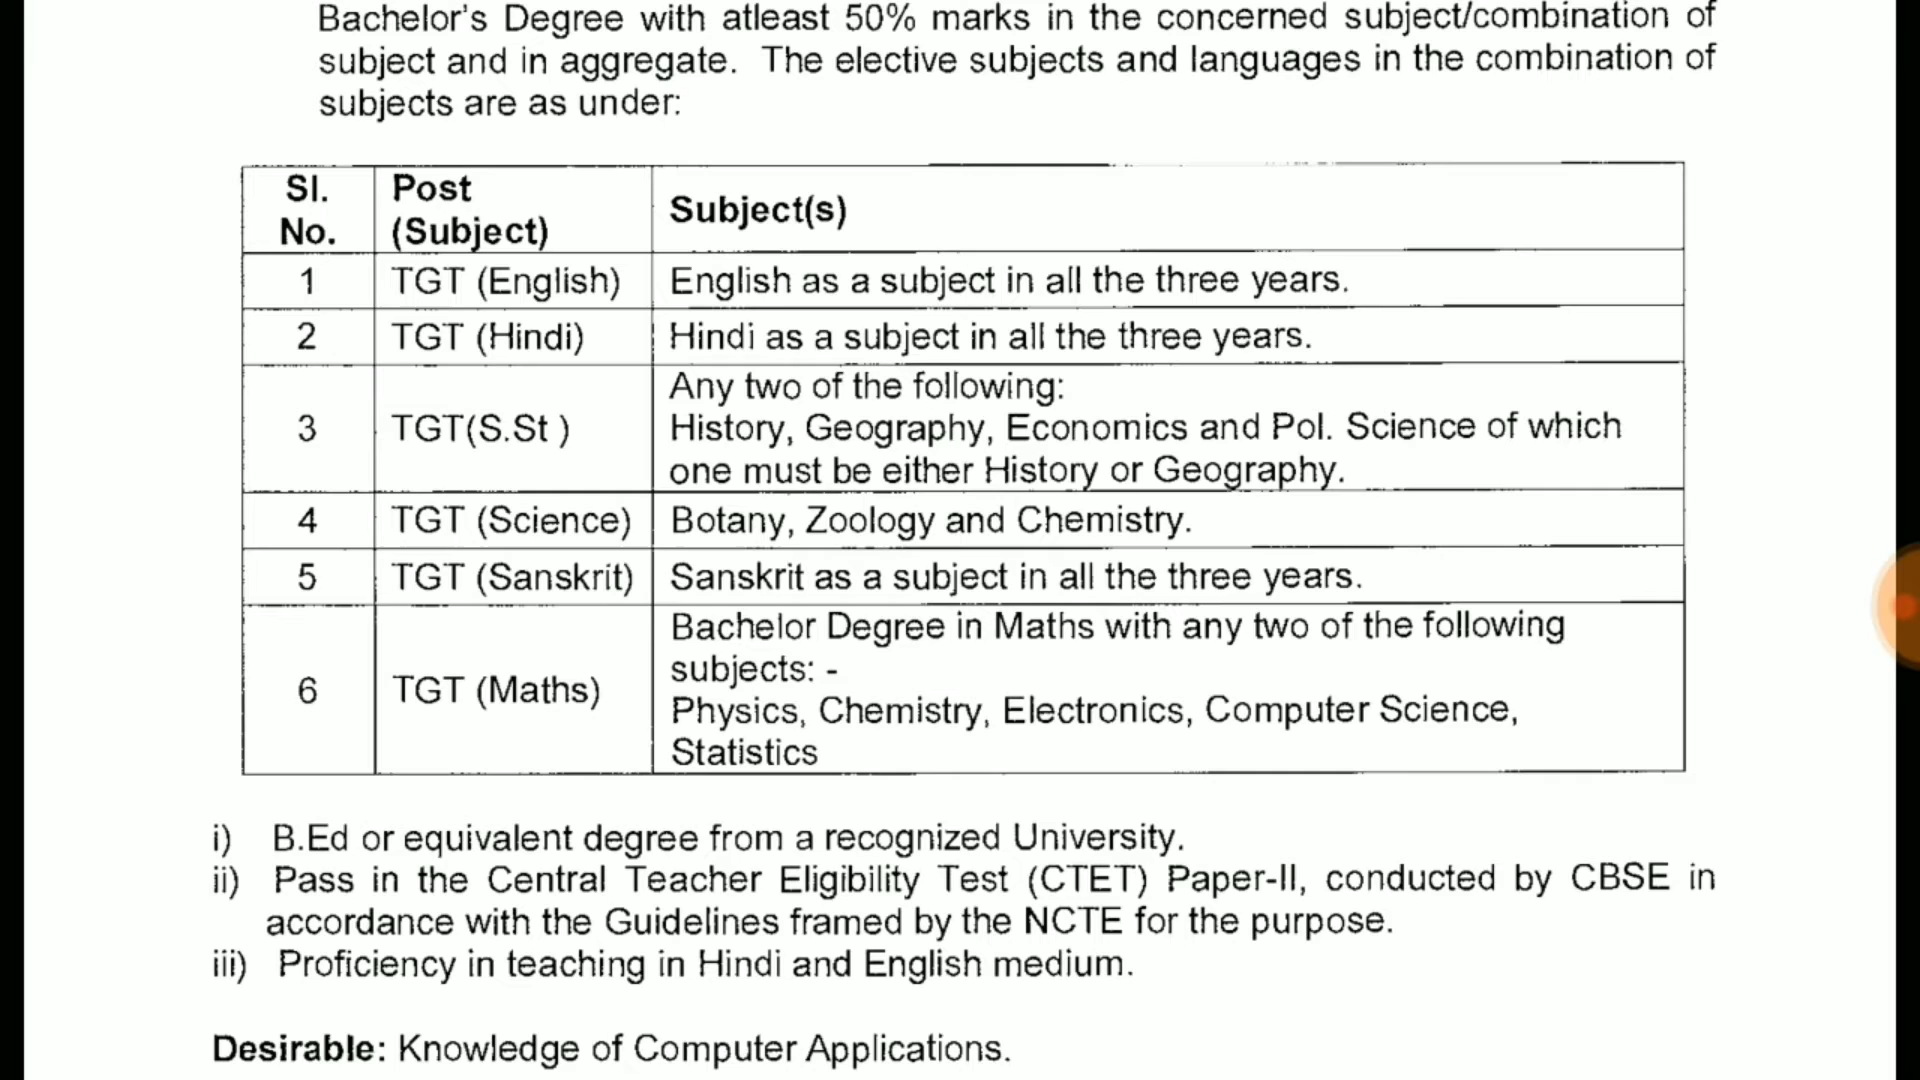 Bachelor's Degree with atleast 50% marks in the concerned subject/combination of
subject and in aggregate. The elective subjects and languages in the combination of
subjects are as under:
Sl. No. Post (Subject) Subject(s)
1 TGT (English) English as a subject in all the three years.
2 TGT (Hindi) Hindi as a subject in all the three years.
3 TGT(S.St ) Any two of the following:
History, Geography, Economics and Pol. Science of which
one must be either History or Geography.
4 TGT (Science) Botany, Zoology and Chemistry.
5 TGT (Sanskrit) Sanskrit as a subject in all the three years.
6 TGT (Maths) Bachelor Degree in Maths with any two of the following
subjects: -
Physics, Chemistry, Electronics, Computer Science,
Statistics
i) B.Ed or equivalent degree from a recognized University.
ii) Pass in the Central Teacher Eligibility Test (CTET) Paper-II, conducted by CBSE in
accordance with the Guidelines framed by the NCTE for the purpose.
iii) Proficiency in teaching in Hindi and English medium.
Desirable: Knowledge of Computer Applications.